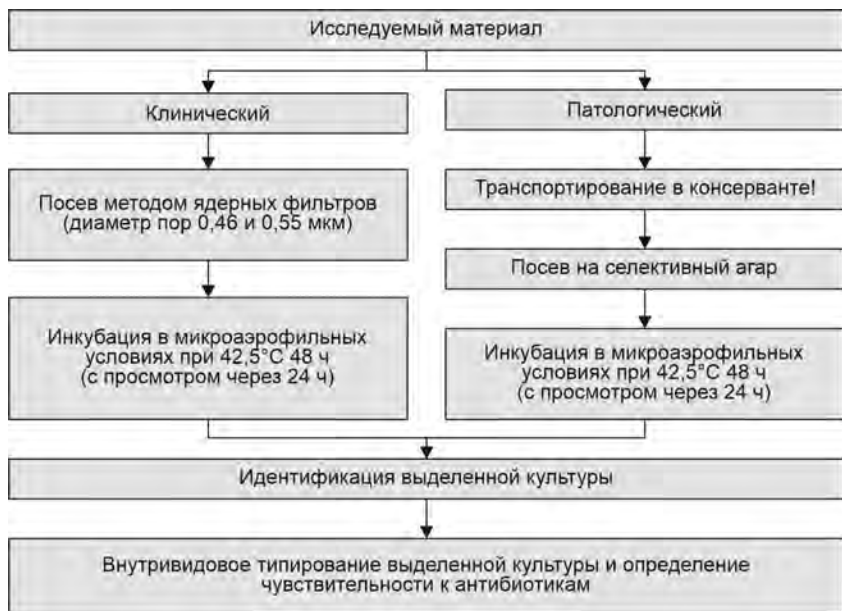 Исследуемый материал
Клинический
Патологический
Посев методом ядерных фильтров
(диаметр пор 0,46 и 0,55 мкм)
Транспортирование в консерванте!
Посев на селективный агар
Инкубация в микроаэрофильных
условиях при 42,5°C 48 ч
(с просмотром через 24 ч)
Инкубация в микроаэрофильных
условиях при 42,5°C 48 ч
(с просмотром через 24 ч)
Идентификация выделенной культуры
Внутривидовое типирование выделенной культуры и определение
чувствительности к антибиотикам